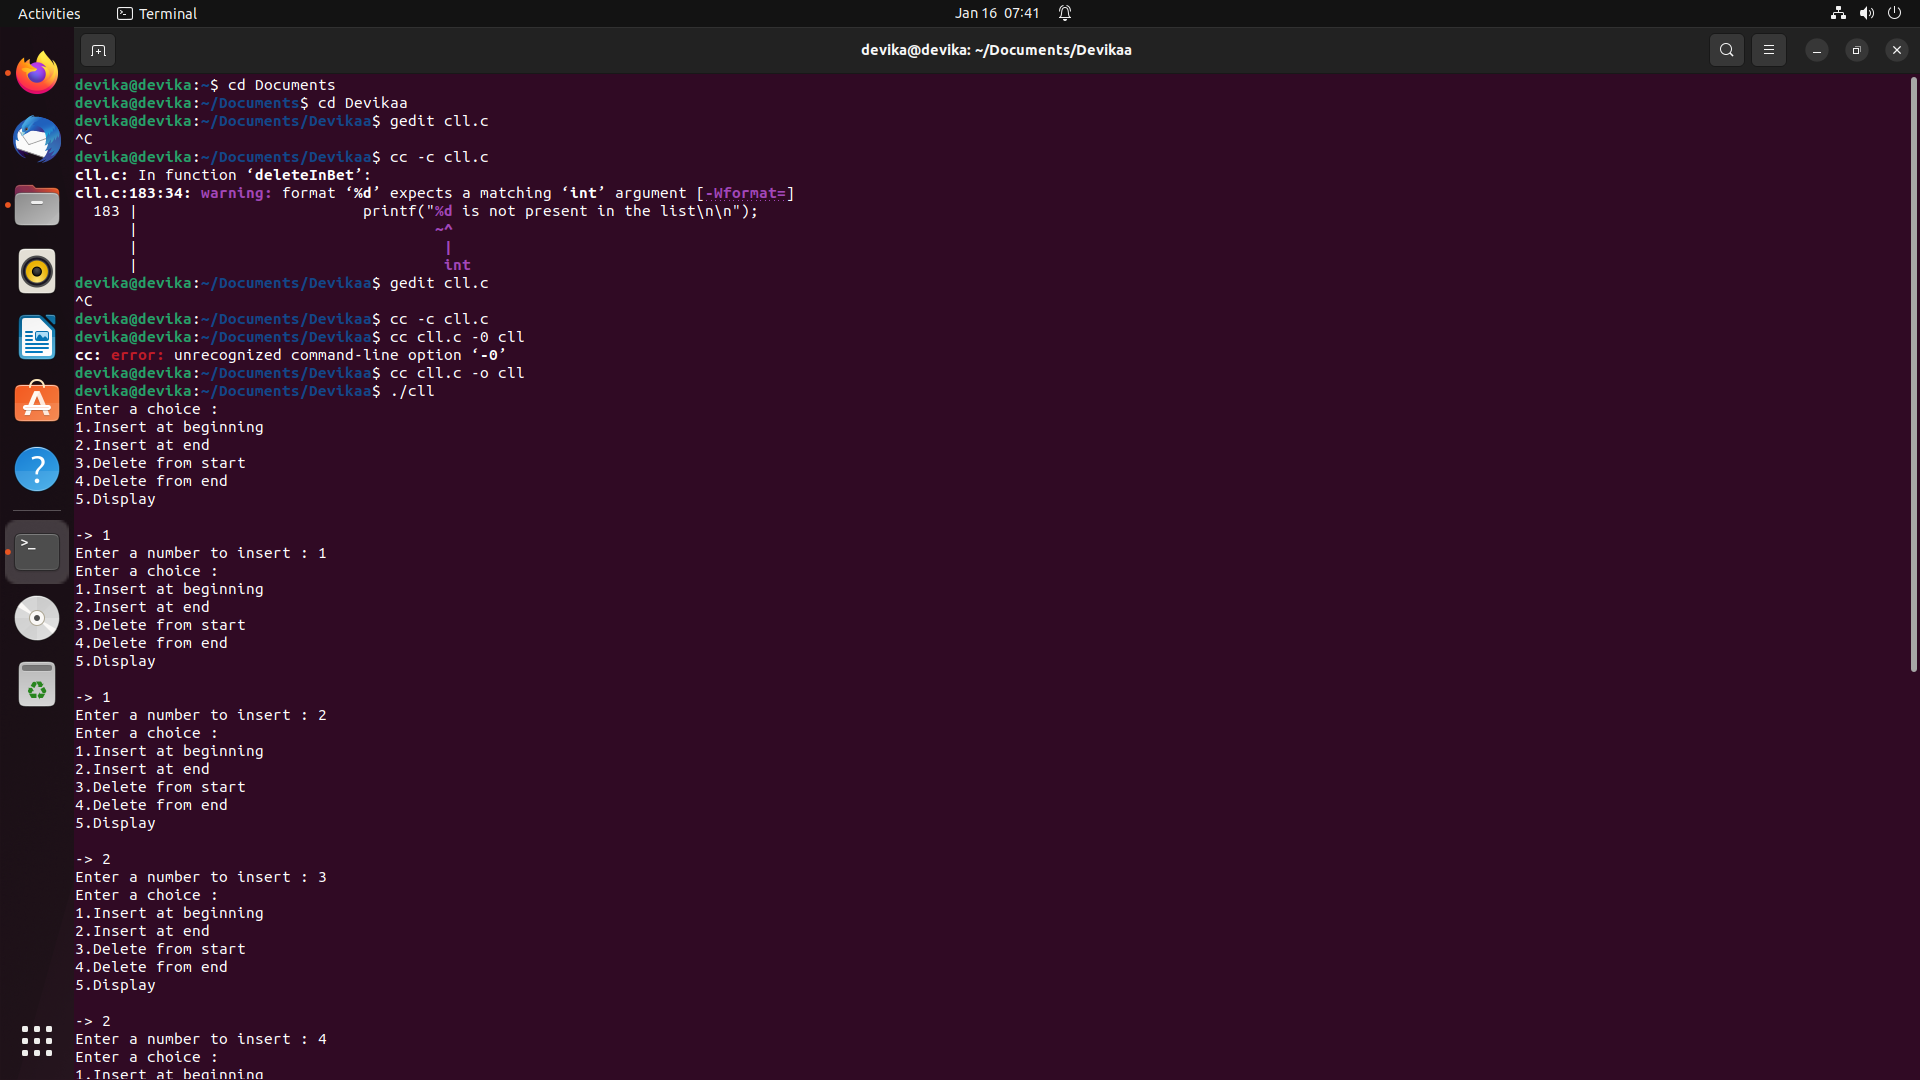 Activities Terminal Jan 16 07:41
devika@devika: ~/Documents/Devikaa
devika@devika:~$ cd Documents
devika@devika:~/Documents$ cd Devikaa
devika@devika:~/Documents/Devikaa$ gedit cll.c
^C
devika@devika:~/Documents/Devikaa$ cc -c cll.c
cll.c: In function ‘deleteInBet’:
cll.c:183:34: warning: format ‘%d’ expects a matching ‘int’ argument [-Wformat=]
  183 |                         printf("%d is not present in the list\n\n");
      |                                 ~^
      |                                  |
      |                                  int
devika@devika:~/Documents/Devikaa$ gedit cll.c
^C
devika@devika:~/Documents/Devikaa$ cc -c cll.c
devika@devika:~/Documents/Devikaa$ cc cll.c -0 cll
cc: error: unrecognized command-line option ‘-0’
devika@devika:~/Documents/Devikaa$ cc cll.c -o cll
devika@devika:~/Documents/Devikaa$ ./cll
Enter a choice :
1.Insert at beginning
2.Insert at end
3.Delete from start
4.Delete from end
5.Display
-> 1
Enter a number to insert : 1
Enter a choice :
1.Insert at beginning
2.Insert at end
3.Delete from start
4.Delete from end
5.Display
-> 1
Enter a number to insert : 2
Enter a choice :
1.Insert at beginning
2.Insert at end
3.Delete from start
4.Delete from end
5.Display
-> 2
Enter a number to insert : 3
Enter a choice :
1.Insert at beginning
2.Insert at end
3.Delete from start
4.Delete from end
5.Display
-> 2
Enter a number to insert : 4
Enter a choice :
1.Insert at beginning